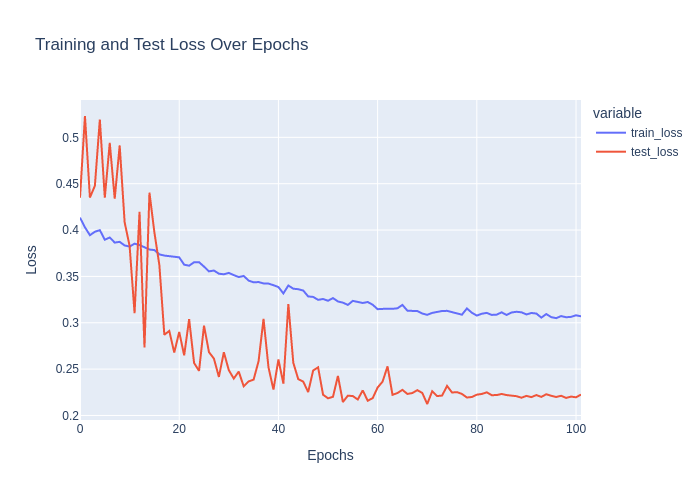 Training and Test Loss Over Epochs
variable
train_loss
test_loss
0.5
0.45
0.4
0.35
0.3
0.25
0.2
Loss
0
20
40
60
80
100
Epochs